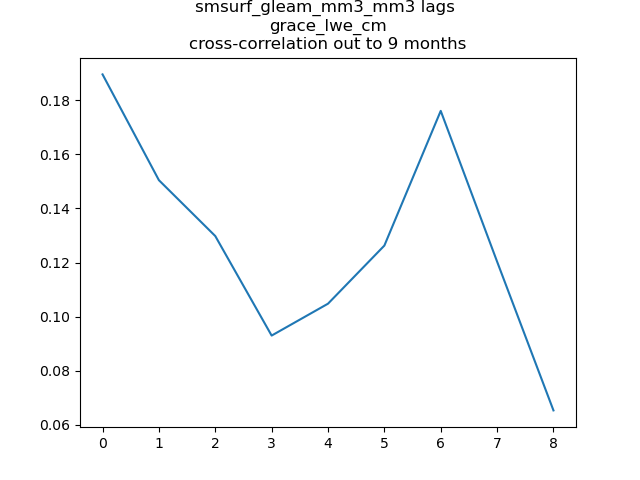 smsurf_gleam_mm3_mm3 lags
grace_lwe_cm
cross-correlation out to 9 months
0.18
0.16
0.14
0.12
0.10
0.08
0.06
0 1 2 3 4 5 6 7 8